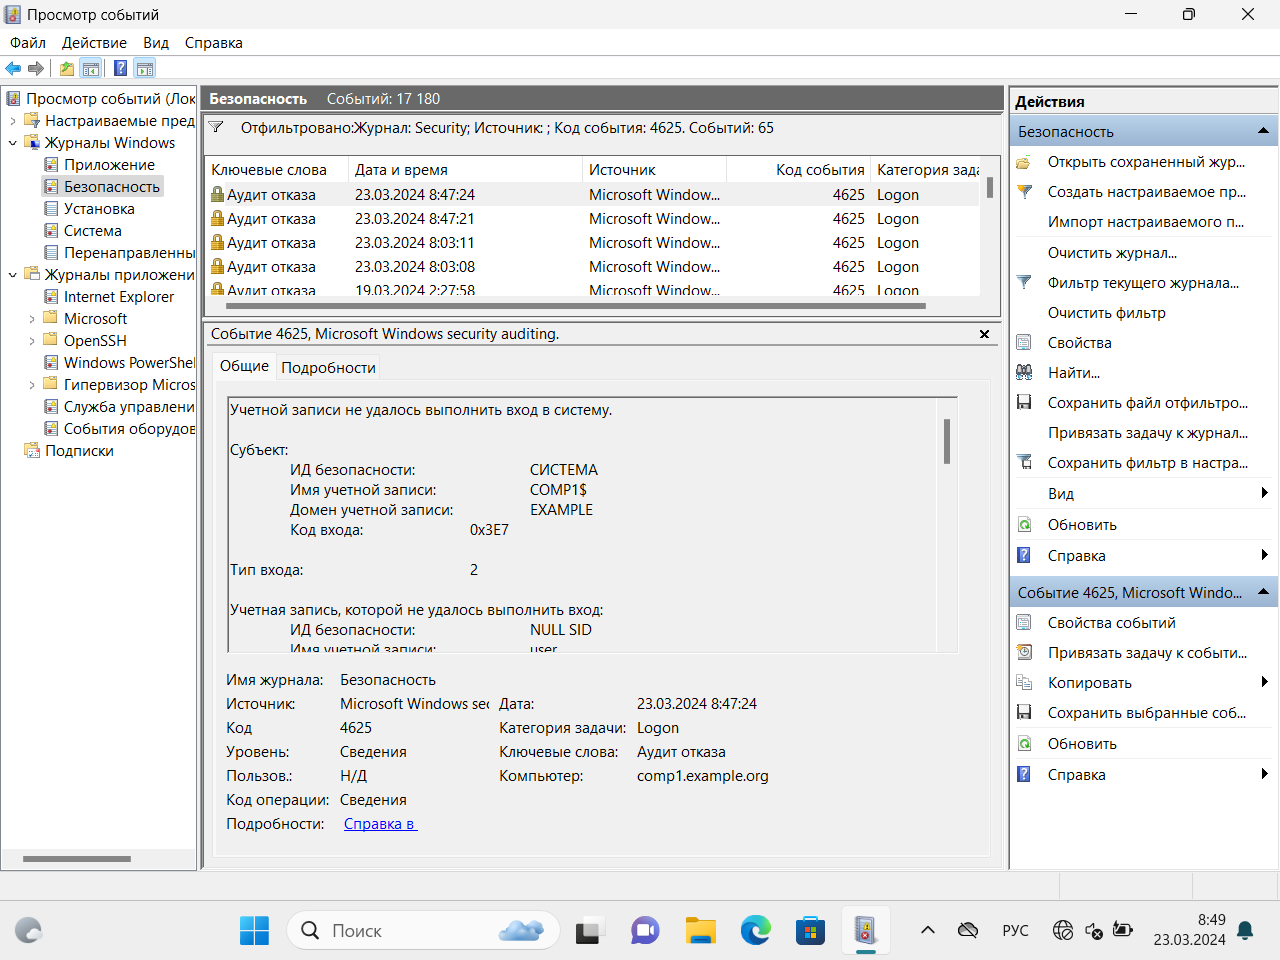 Просмотр событий
Файл Действие Вид Справка
Просмотр событий (Лок
Настраиваемые пред
Журналы Windows
Приложение
Безопасность
Установка
Система
Перенаправленны
Журналы приложени
Internet Explorer
Microsoft
OpenSSH
Windows PowerShel
Гипервизор Micros
Служба управлени
События оборудов
Подписки
Безопасность Событий: 17 180
Отфильтровано:Журнал: Security; Источник: ; Код события: 4625. Событий: 65
Ключевые слова Дата и время Источник Код события Категория зада
Аудит отказа 23.03.2024 8:47:24 Microsoft Window... 4625 Logon
Аудит отказа 23.03.2024 8:47:21 Microsoft Window... 4625 Logon
Аудит отказа 23.03.2024 8:03:11 Microsoft Window... 4625 Logon
Аудит отказа 23.03.2024 8:03:08 Microsoft Window... 4625 Logon
Аудит отказа 19.03.2024 2:27:58 Microsoft Window... 4625 Logon
Событие 4625, Microsoft Windows security auditing.
Общие Подробности
Учетной записи не удалось выполнить вход в систему.
Субъект:
ИД безопасности: СИСТЕМА
Имя учетной записи: COMP1$
Домен учетной записи: EXAMPLE
Код входа: 0x3E7
Тип входа: 2
Учетная запись, которой не удалось выполнить вход:
ИД безопасности: NULL SID
Имя учетной записи: user
Имя журнала: Безопасность
Источник: Microsoft Windows sec Дата: 23.03.2024 8:47:24
Код 4625 Категория задачи: Logon
Уровень: Сведения Ключевые слова: Аудит отказа
Пользов.: Н/Д Компьютер: comp1.example.org
Код операции: Сведения
Подробности: Справка в
Действия
Безопасность
Открыть сохраненный жур...
Создать настраиваемое пр...
Импорт настраиваемого п...
Очистить журнал...
Фильтр текущего журнала...
Очистить фильтр
Свойства
Найти...
Сохранить файл отфильтро...
Привязать задачу к журнал...
Сохранить фильтр в настра...
Вид
Обновить
Справка
Событие 4625, Microsoft Windo...
Свойства событий
Привязать задачу к событи...
Копировать
Сохранить выбранные соб...
Обновить
Справка
Поиск
РУС
8:49
23.03.2024